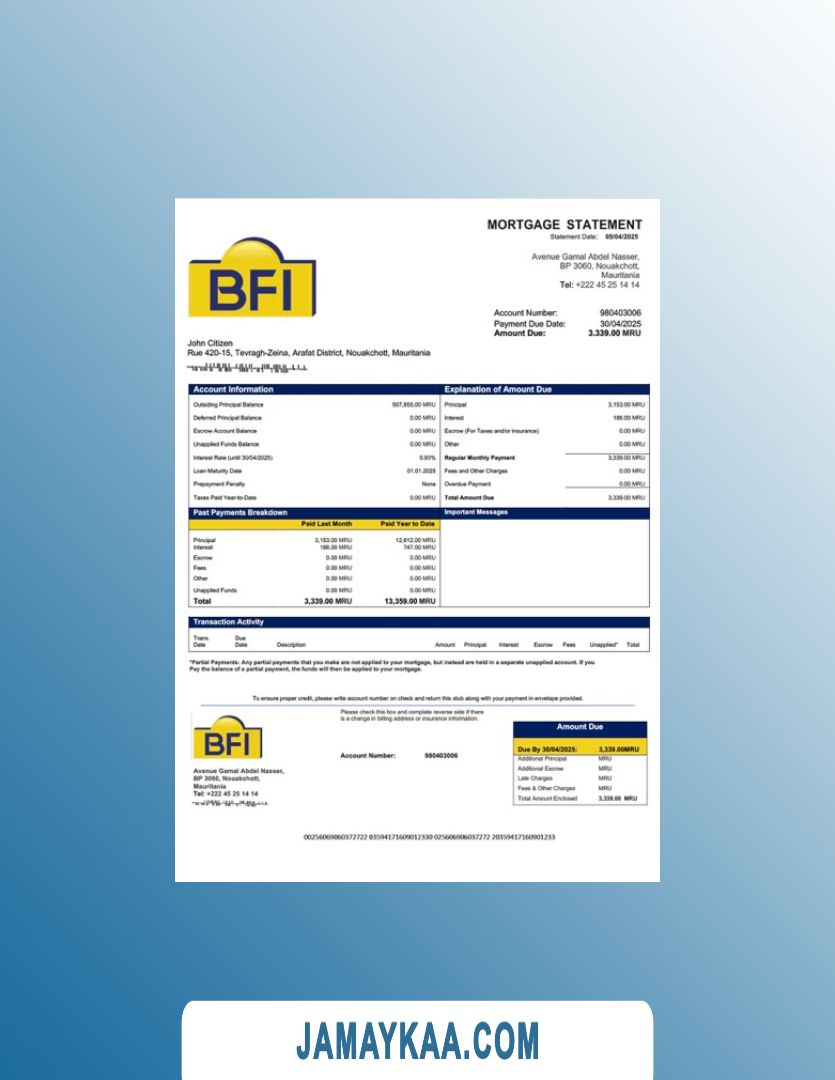 MORTGAGE STATEMENT
Statement Date: 05/04/2025
BFI
Avenue Gamal Abdel Nasser,
BP 3060, Nouakchott,
Mauritania
Tel: +222 45 25 14 14
Account Number: 980403006
Payment Due Date: 30/04/2025
Amount Due: 3.339.00 MRU
John Citizen
Rue 420-15, Tevragh-Zeina, Arafat District, Nouakchott, Mauritania
Account Information
Outsiding Principal Balance 507,855.00 MRU
Deferred Principal Balance 0.00 MRU
Escrow Account Balance 0.00 MRU
Unapplied Funds Balance 0.00 MRU
Interest Rate (until 30/04/2025) 5.93%
Loan Maturity Date 01.01.2025
Prepayment Penalty None
Taxes Paid Year-to-Date 0.00 MRU
Explanation of Amount Due
Principal 3,153.00 MRU
Interest 186.00 MRU
Escrow (For Taxes and/or insurance) 0.00 MRU
Other 0.00 MRU
Regular Monthly Payment 3,339.00 MRU
Fees and Other Charges 0.00 MRU
Overdue Payment 0.00 MRU
Total Amount Due 3,339.00 MRU
Past Payments Breakdown
Paid Last Month Paid Year to Date
Principal 3,153.00 MRU 12,612.00 MRU
Interest 186.00 MRU 747.00 MRU
Escrow 0.00 MRU 0.00 MRU
Fees 0.00 MRU 0.00 MRU
Other 0.00 MRU 0.00 MRU
Unapplied Funds 0.00 MRU 0.00 MRU
Total 3,339.00 MRU 13,359.00 MRU
Important Messages
Transaction Activity
Trans. Due
Date Date Description Amount Principal Interest Escrow Fees Unapplied* Total
*Partial Payments: Any partial payments that you make are not applied to your mortgage, but instead are held in a separate unapplied account. If you
Pay the balance of a partial payment, the funds will then be applied to your mortgage.
To ensure proper credit, please write account number on check and return this stub along with your payment in envelope provided.
BFI
Avenue Gamal Abdel Nasser,
BP 3060, Nouakchott,
Mauritania
Tel: +222 45 25 14 14
Please check this box and complete reverse side if there
is a change in billing address or insurance information.
Account Number: 980403006
Amount Due
Due By 30/04/2025: 3,339.00MRU
Additional Principal MRU
Additional Escrow MRU
Late Charges MRU
Fees & Other Charges MRU
Total Amount Enclosed 3,339.00 MRU
00256069060372722 03594171609012330 025606906037272 20359417160901233
JAMAYKAA.COM